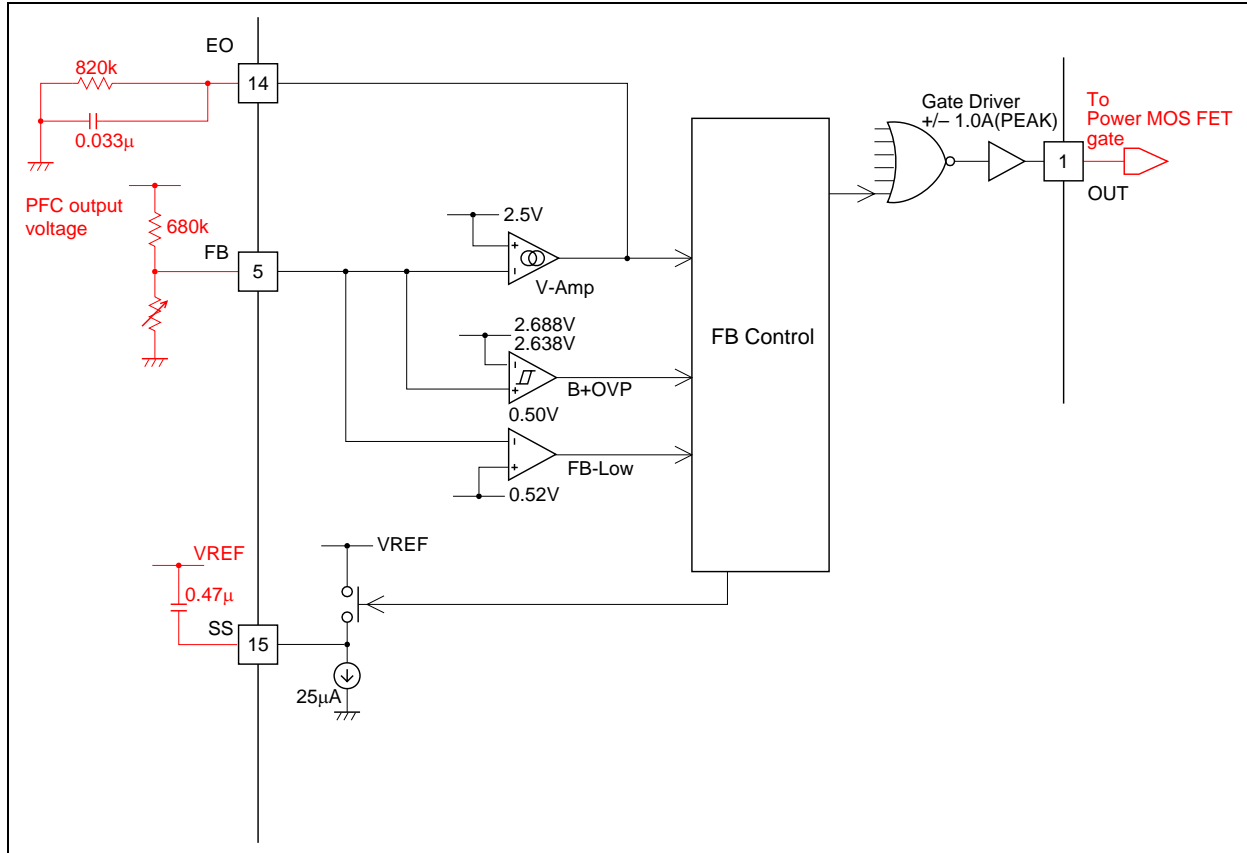 EO
820k
14
0.033μ
Gate Driver
+/– 1.0A(PEAK)
To
Power MOS FET
gate
1
OUT
PFC output
voltage
680k
FB
5
2.5V
+
–
V-Amp
2.688V
2.638V
–
+
B+OVP
0.50V
–
+
FB-Low
0.52V
FB Control
VREF
0.47μ
SS
15
VREF
25μA